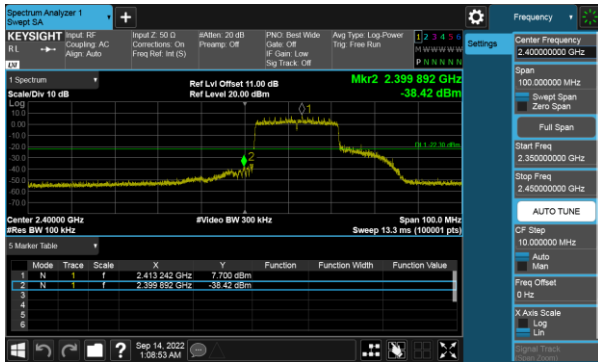 Spectrum Analyzer 1
Swept SA
Frequency
KEYSIGHT
RL
Input: RF
Coupling: AC
Align: Auto
Input Z: 50 Ω
Corrections: On
Freq Ref: Int (S)
#Atten: 20 dB
Preamp: Off
PNO: Best Wide
Gate: Off
IF Gain: Low
Sig Track: Off
Avg Type: Log-Power
Trig: Free Run
1 2 3 4 5 6
M W W W W W
P N N N N N
LXI
1 Spectrum
Scale/Div 10 dB
Ref Lvl Offset 11.00 dB
Ref Level 20.00 dBm
Mkr2 2.399 892 GHz
-38.42 dBm
Log
10.0
0.00
-10.0
-20.0
-30.0
-40.0
-50.0
-60.0
-70.0
1
2
DL1 -22.30 dBm
Center 2.40000 GHz
#Res BW 100 kHz
#Video BW 300 kHz
Span 100.0 MHz
Sweep 13.3 ms (100001 pts)
5 Marker Table
Mode Trace Scale X Y Function Function Width Function Value
1 N 1 f 2.413 242 GHz 7.700 dBm
2 N 1 f 2.399 892 GHz -38.42 dBm
3
4
5
6
Sep 14, 2022
1:08:53 AM
Settings
Center Frequency
2.400000000 GHz
Span
100.000000 MHz
Swept Span
Zero Span
Full Span
Start Freq
2.350000000 GHz
Stop Freq
2.450000000 GHz
AUTO TUNE
CF Step
10.000000 MHz
Auto
Man
Freq Offset
0 Hz
X Axis Scale
Log
Lin
Signal Track
(Span Zoom)